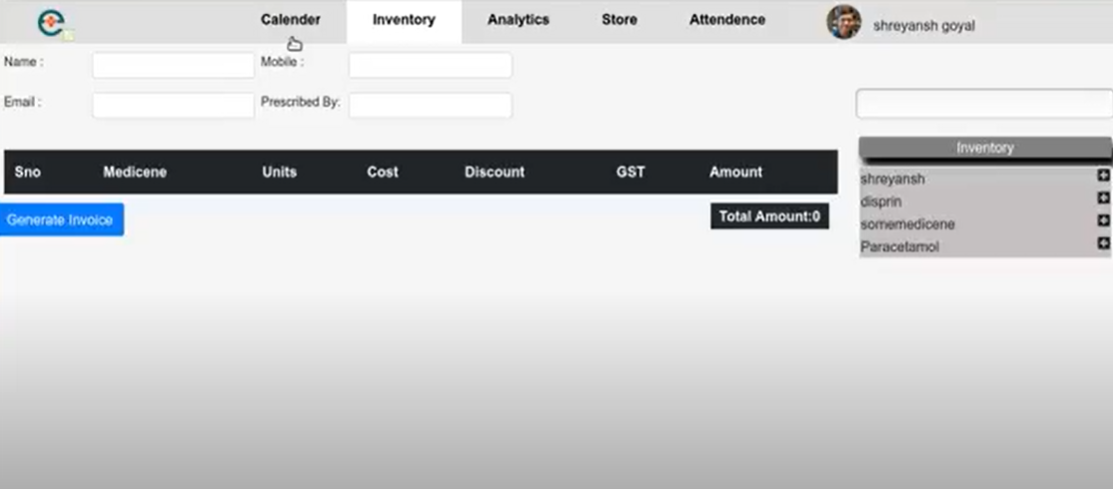 Calender Inventory Analytics Store Attendence shreyansh goyal
Name : Mobile :
Email : Prescribed By:
Inventory
Sno Medicene Units Cost Discount GST Amount
shreyansh
disprin
somemedicene
Paracetamol
Generate Invoice Total Amount:0